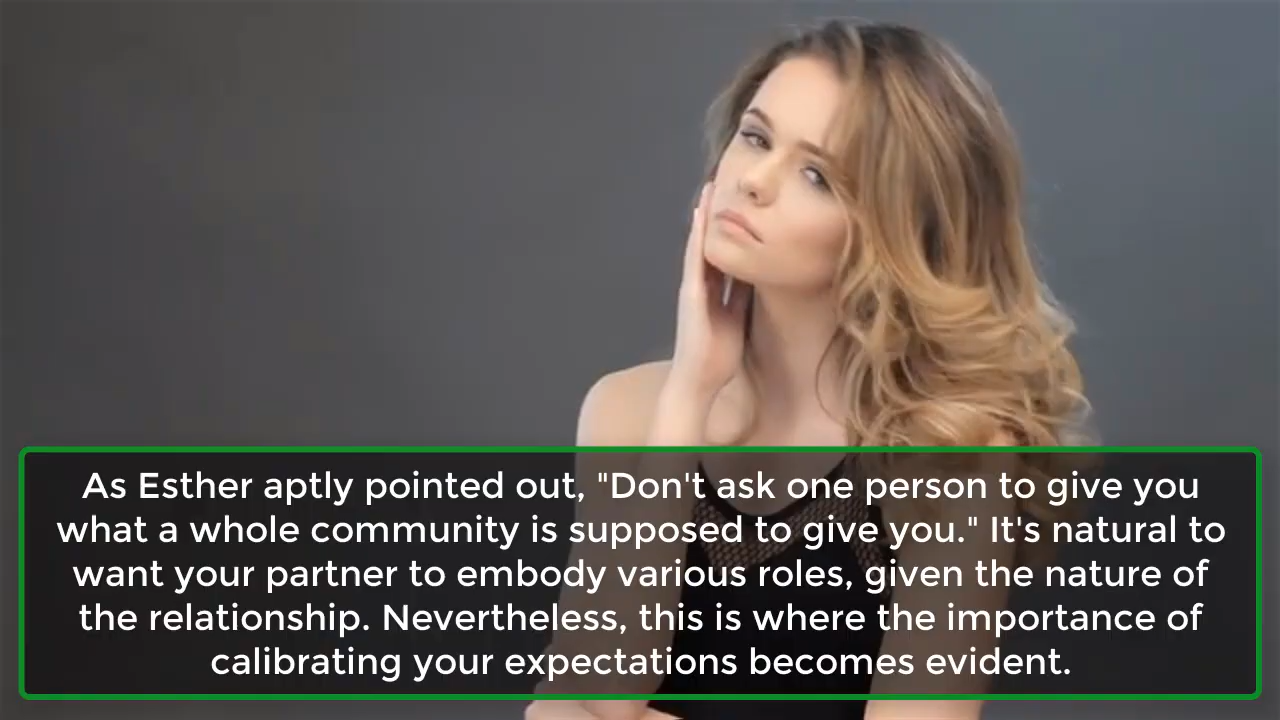 As Esther aptly pointed out, "Don't ask one person to give you
what a whole community is supposed to give you." It's natural to
want your partner to embody various roles, given the nature of
the relationship. Nevertheless, this is where the importance of
calibrating your expectations becomes evident.